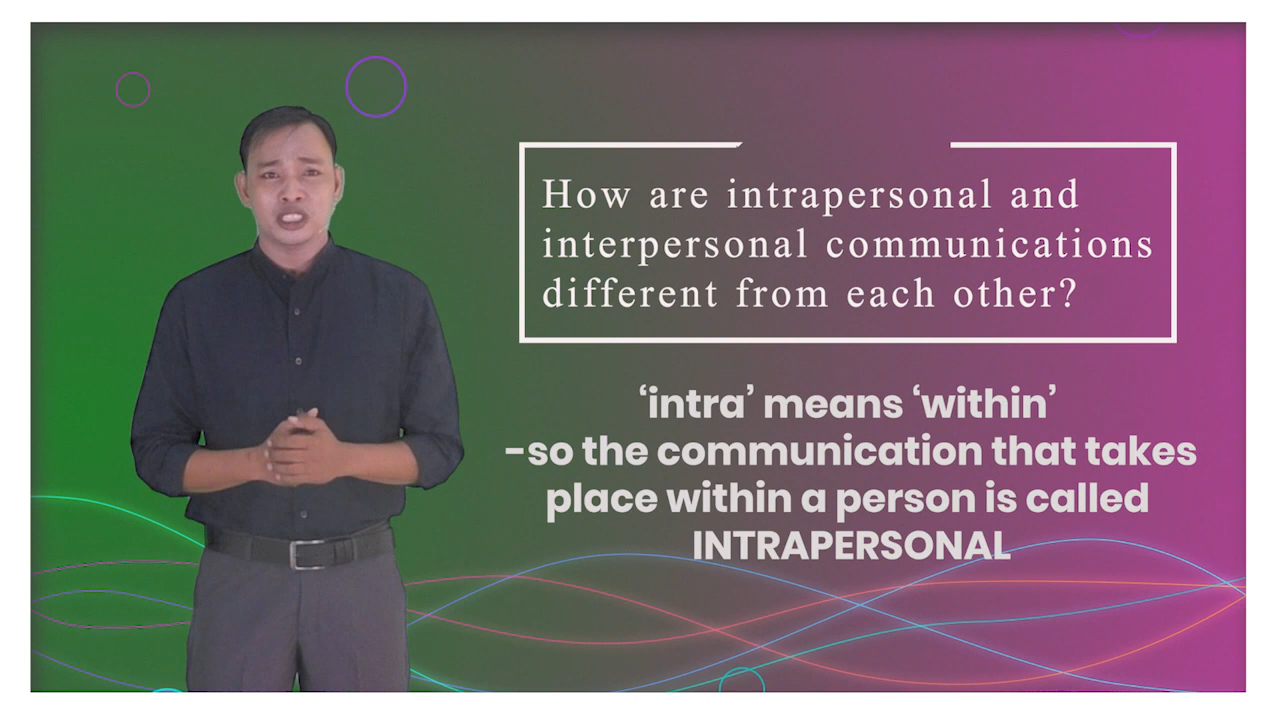 How are intrapersonal and
interpersonal communications
different from each other?
‘intra’ means ‘within’
-so the communication that takes
place within a person is called
INTRAPERSONAL